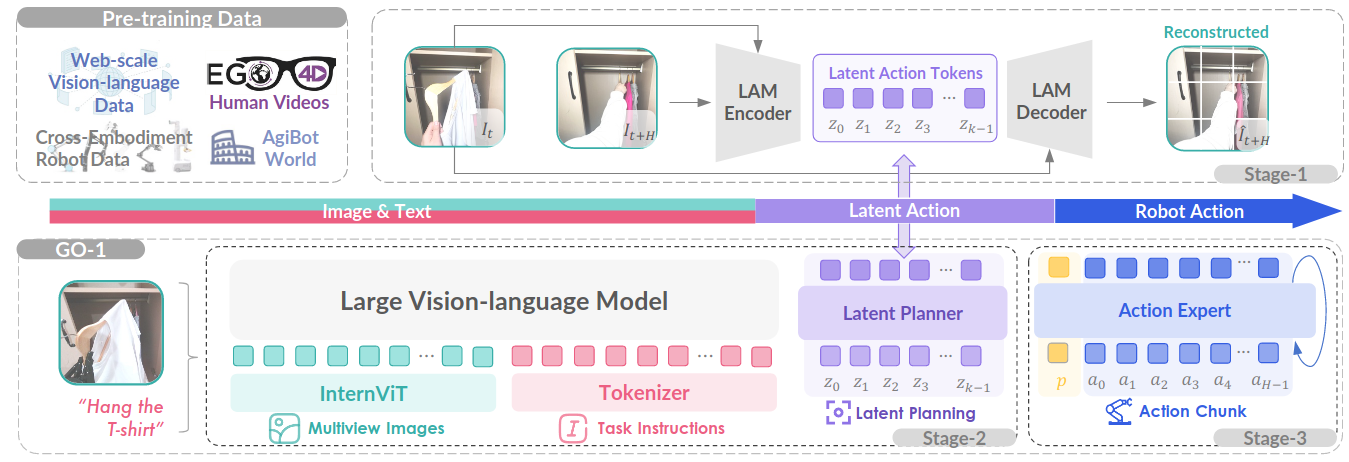 Pre-training Data
Web-scale
Vision-language
Data
EGO4D
Human Videos
Cross-Embodiment
Robot Data
AgiBot
World
I_t
I_{t+H}
LAM
Encoder
Latent Action Tokens
z_0 z_1 z_2 z_3 ... z_{k-1}
LAM
Decoder
Reconstructed
Î_{t+H}
Stage-1
Image & Text
Latent Action
Robot Action
GO-1
"Hang the
T-shirt"
Large Vision-language Model
...
...
InternViT
Tokenizer
Multiview Images
Task Instructions
...
Latent Planner
...
z_0 z_1 z_2 z_3 z_{k-1}
Latent Planning
Stage-2
...
Action Expert
...
p a_0 a_1 a_2 a_3 a_4 a_{H-1}
Action Chunk
Stage-3